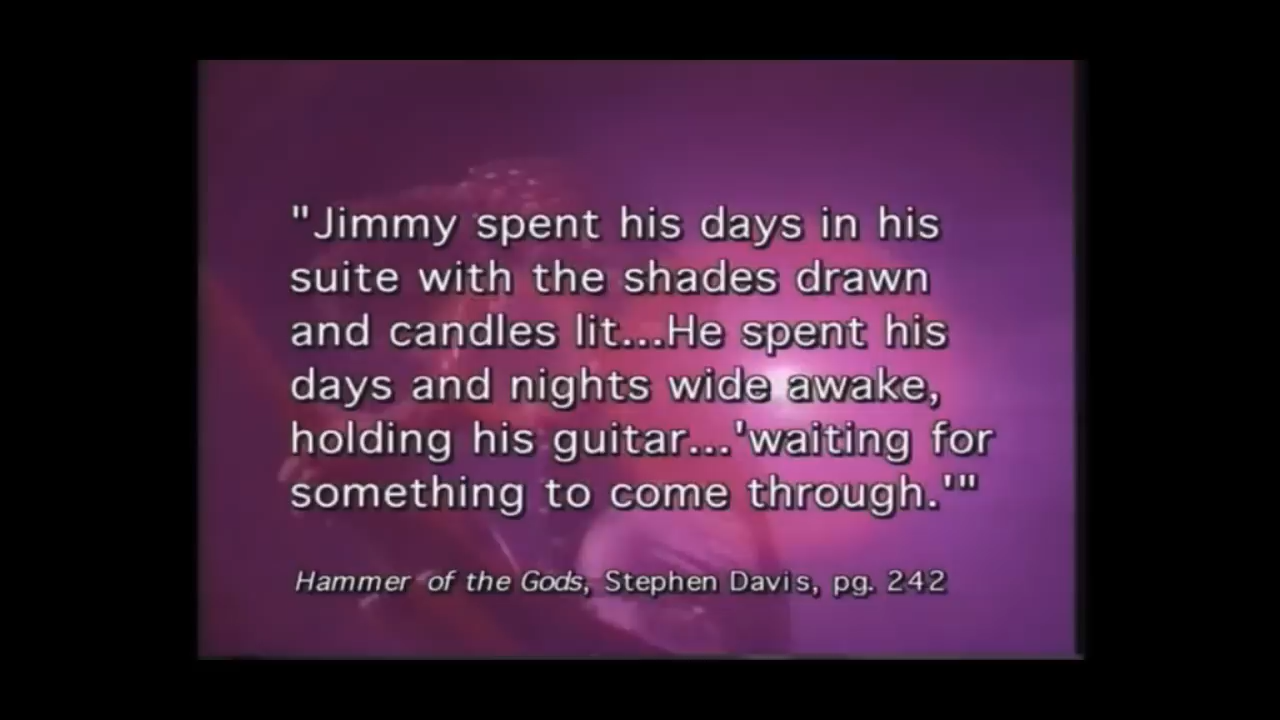 "Jimmy spent his days in his
suite with the shades drawn
and candles lit...He spent his
days and nights wide awake,
holding his guitar...'waiting for
something to come through.'"
Hammer of the Gods, Stephen Davis, pg. 242